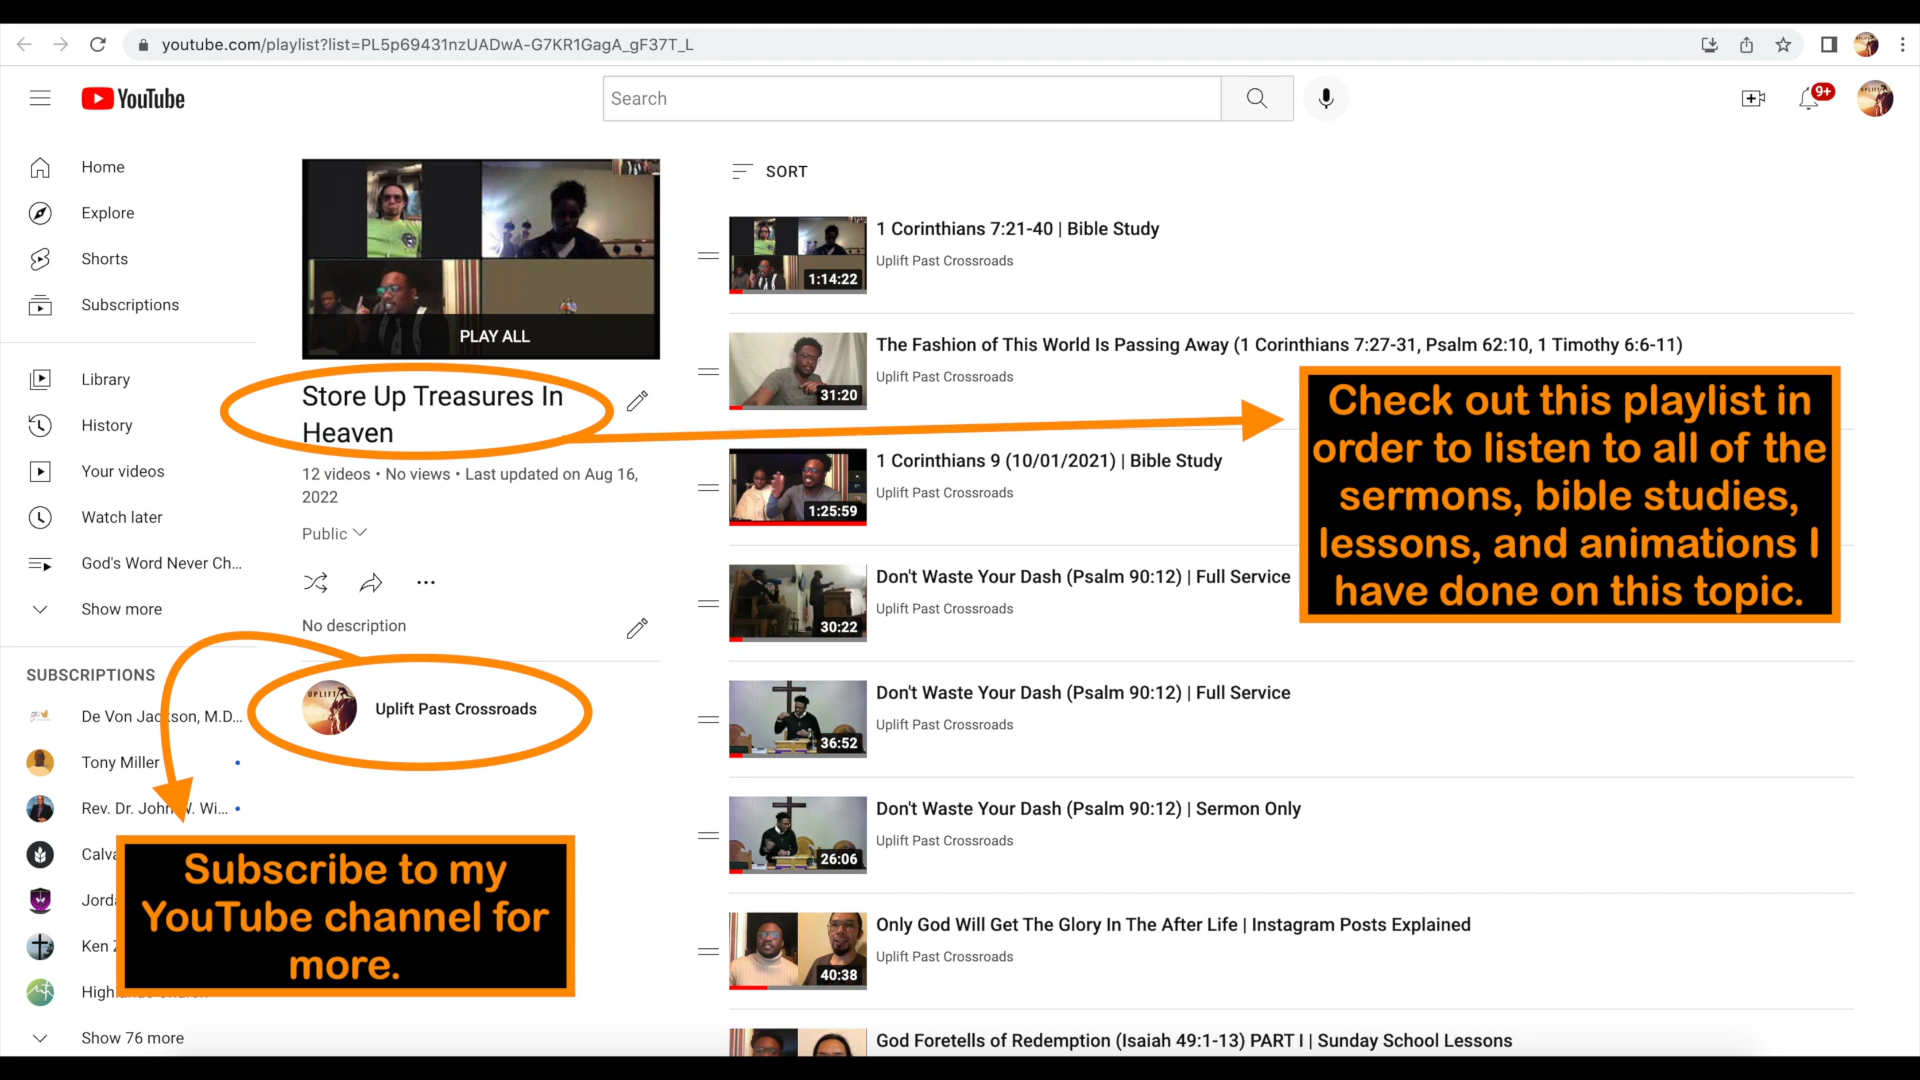 youtube.com/playlist?list=PL5p69431nzUADwA-G7KR1GagA_gF37T_L
YouTube
Search
9+
Home
Explore
Shorts
Subscriptions
Library
History
Your videos
Watch later
God's Word Never Ch...
Show more
SUBSCRIPTIONS
De Von Jackson, M.D...
Tony Miller
Rev. Dr. John W. Wi...
Calva
Jorda
Ken
Show 76 more
PLAY ALL
Store Up Treasures In
Heaven
12 videos • No views • Last updated on Aug 16,
2022
Public
No description
UPLIFT
Uplift Past Crossroads
Subscribe to my
YouTube channel for
more.
SORT
1:14:22
1 Corinthians 7:21-40 | Bible Study
Uplift Past Crossroads
31:20
The Fashion of This World Is Passing Away (1 Corinthians 7:27-31, Psalm 62:10, 1 Timothy 6:6-11)
Uplift Past Crossroads
1:25:59
1 Corinthians 9 (10/01/2021) | Bible Study
Uplift Past Crossroads
30:22
Don't Waste Your Dash (Psalm 90:12) | Full Service
Uplift Past Crossroads
36:52
Don't Waste Your Dash (Psalm 90:12) | Full Service
Uplift Past Crossroads
26:06
Don't Waste Your Dash (Psalm 90:12) | Sermon Only
Uplift Past Crossroads
40:38
Only God Will Get The Glory In The After Life | Instagram Posts Explained
Uplift Past Crossroads
God Foretells of Redemption (Isaiah 49:1-13) PART I | Sunday School Lessons
Check out this playlist in
order to listen to all of the
sermons, bible studies,
lessons, and animations I
have done on this topic.